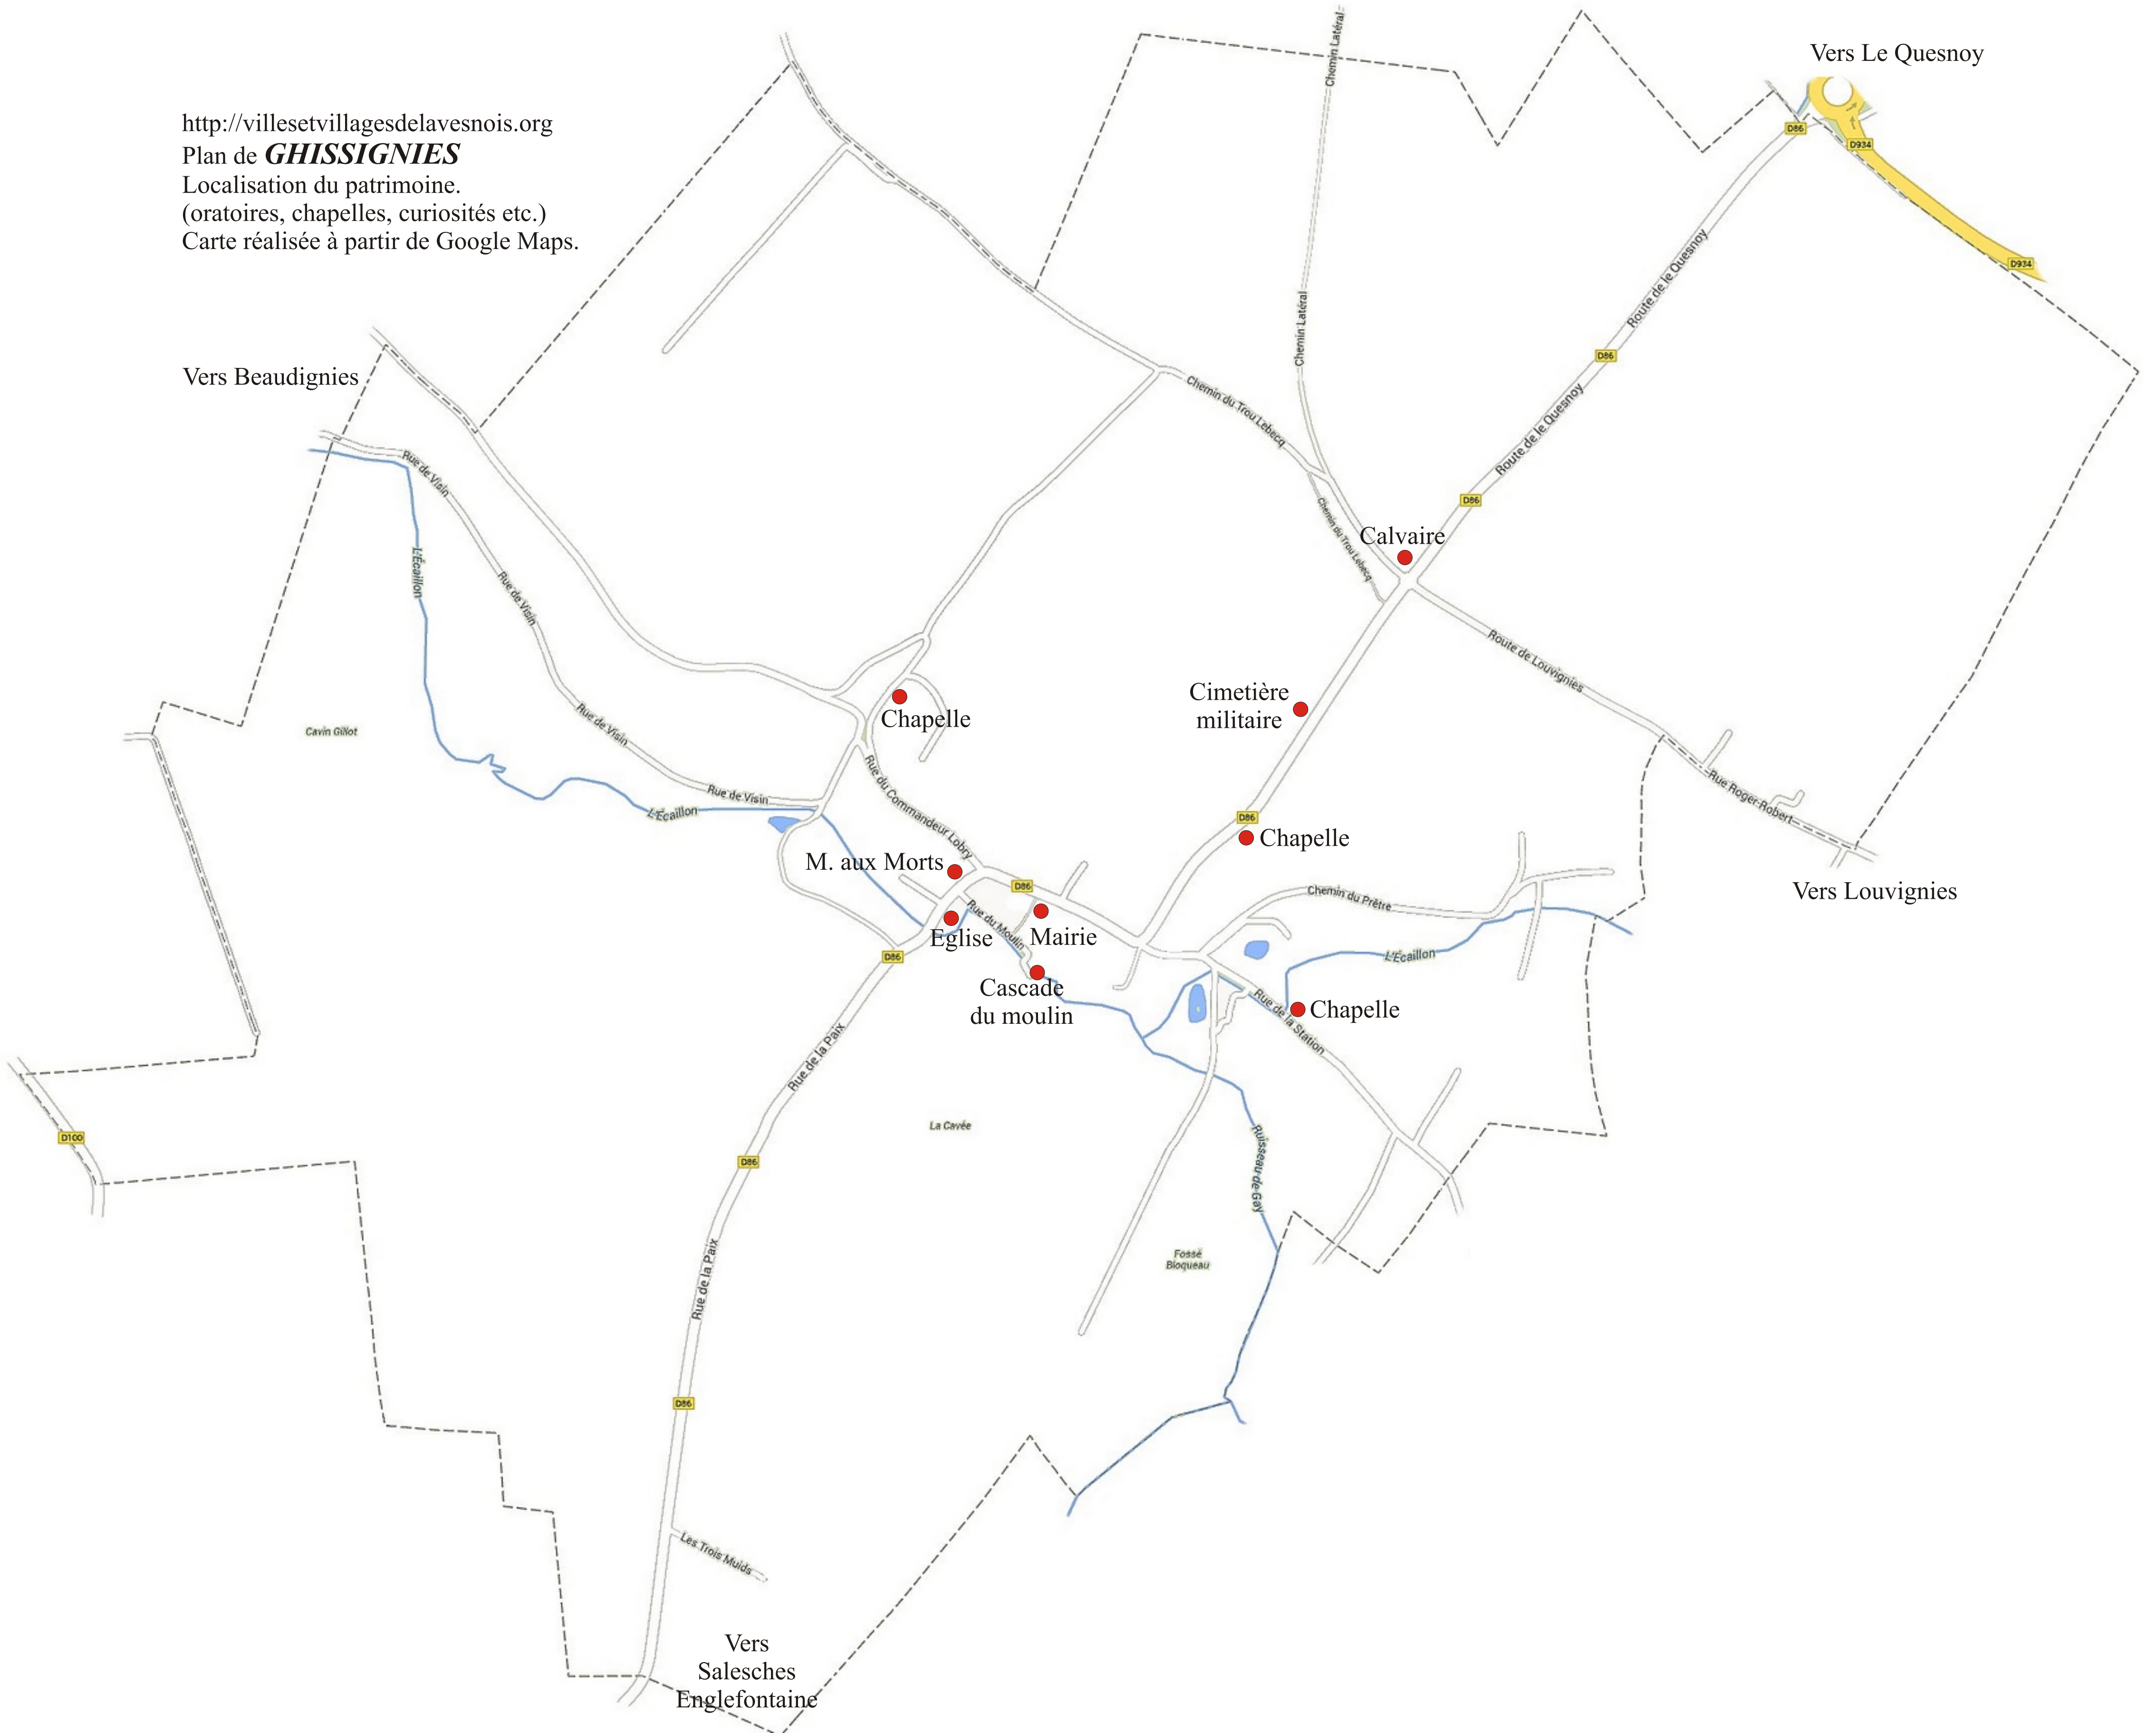 http://villesetvillagesdelavesnois.org
Plan de GHISSIGNIES
Localisation du patrimoine.
(oratoires, chapelles, curiosités etc.)
Carte réalisée à partir de Google Maps.
Vers Le Quesnoy
Chemin Latéral
D86
D934
D934
Route de le Quesnoy
Chemin Latéral
D86
Vers Beaudignies
Chemin du Trou Lebecq
Route de le Quesnoy
Rue de Visin
D86
Chemin du Trou Lebecq
Calvaire
L'Écaillon
Rue de Visin
Route de Louvignies
Cimetière
militaire
Chapelle
Rue de Visin
Cavin Gillot
Rue Roger Robert
Rue de Visin
L'Écaillon
Rue du Commandeur Lobry
D86
Chapelle
M. aux Morts
D86
Chemin du Prêtre
Vers Louvignies
Rue du Moulin
Eglise
Mairie
D86
L'Écaillon
Cascade
du moulin
Rue de la Station
Chapelle
Rue de la Paix
La Cavée
D100
D86
Ruisseau de Gay
Fossé
Bloqueau
Rue de la Paix
D86
Les Trois Muids
Vers
Salesches
Englefontaine